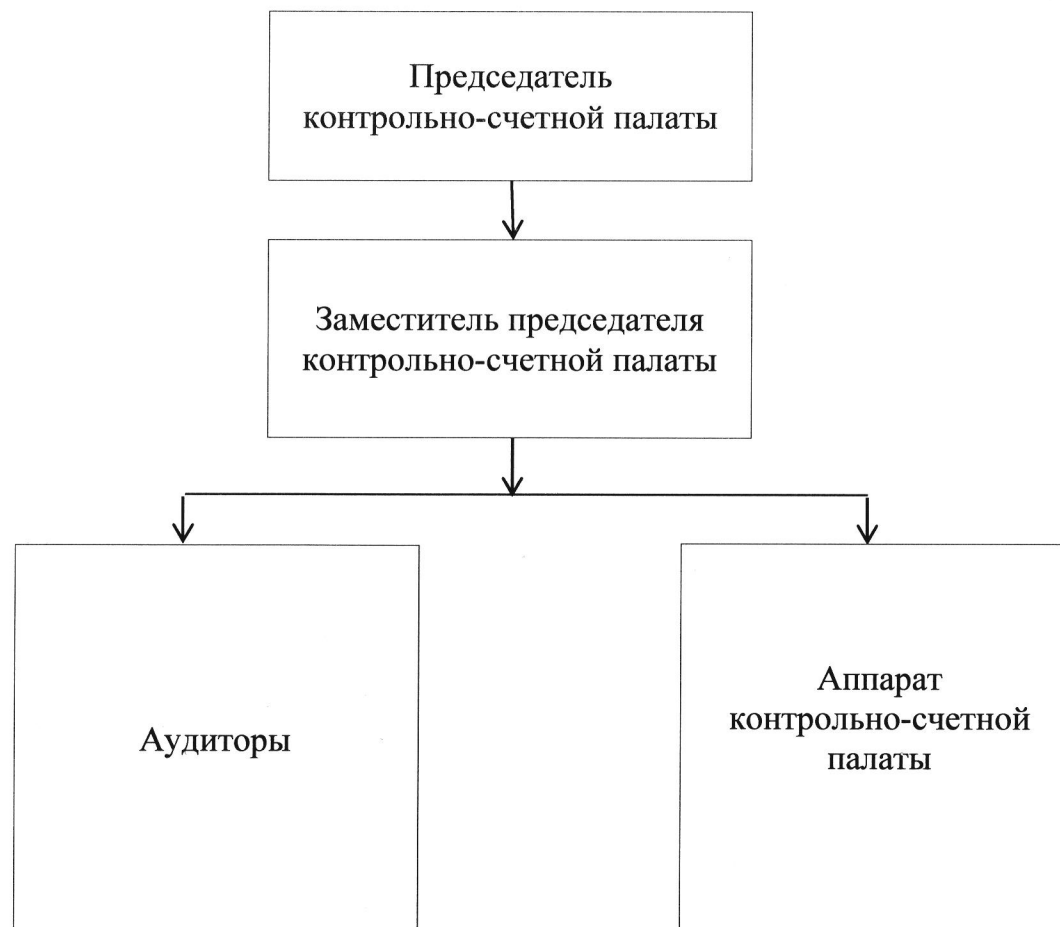 Председатель
контрольно-счетной палаты
Заместитель председателя
контрольно-счетной палаты
Аудиторы
Аппарат
контрольно-счетной
палаты